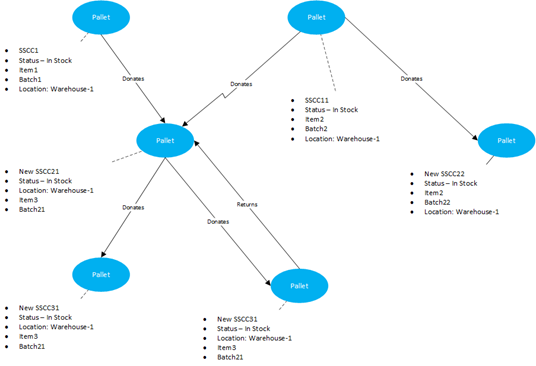 Pallet
Pallet
• SSCC1
• Status – In Stock
• Item1
• Batch1
• Location: Warehouse-1
Donates
Donates
Donates
• SSCC11
• Status – In Stock
• Item2
• Batch2
• Location: Warehouse-1
Pallet
Pallet
• New SSCC21
• Status – In Stock
• Location: Warehouse-1
• Item3
• Batch21
• New SSCC22
• Status – In Stock
• Item2
• Batch22
• Location: Warehouse-1
Donates
Donates
Returns
Pallet
Pallet
• New SSCC31
• Status – In Stock
• Location: Warehouse-1
• Item3
• Batch21
• New SSCC31
• Status – In Stock
• Location: Warehouse-1
• Item3
• Batch21